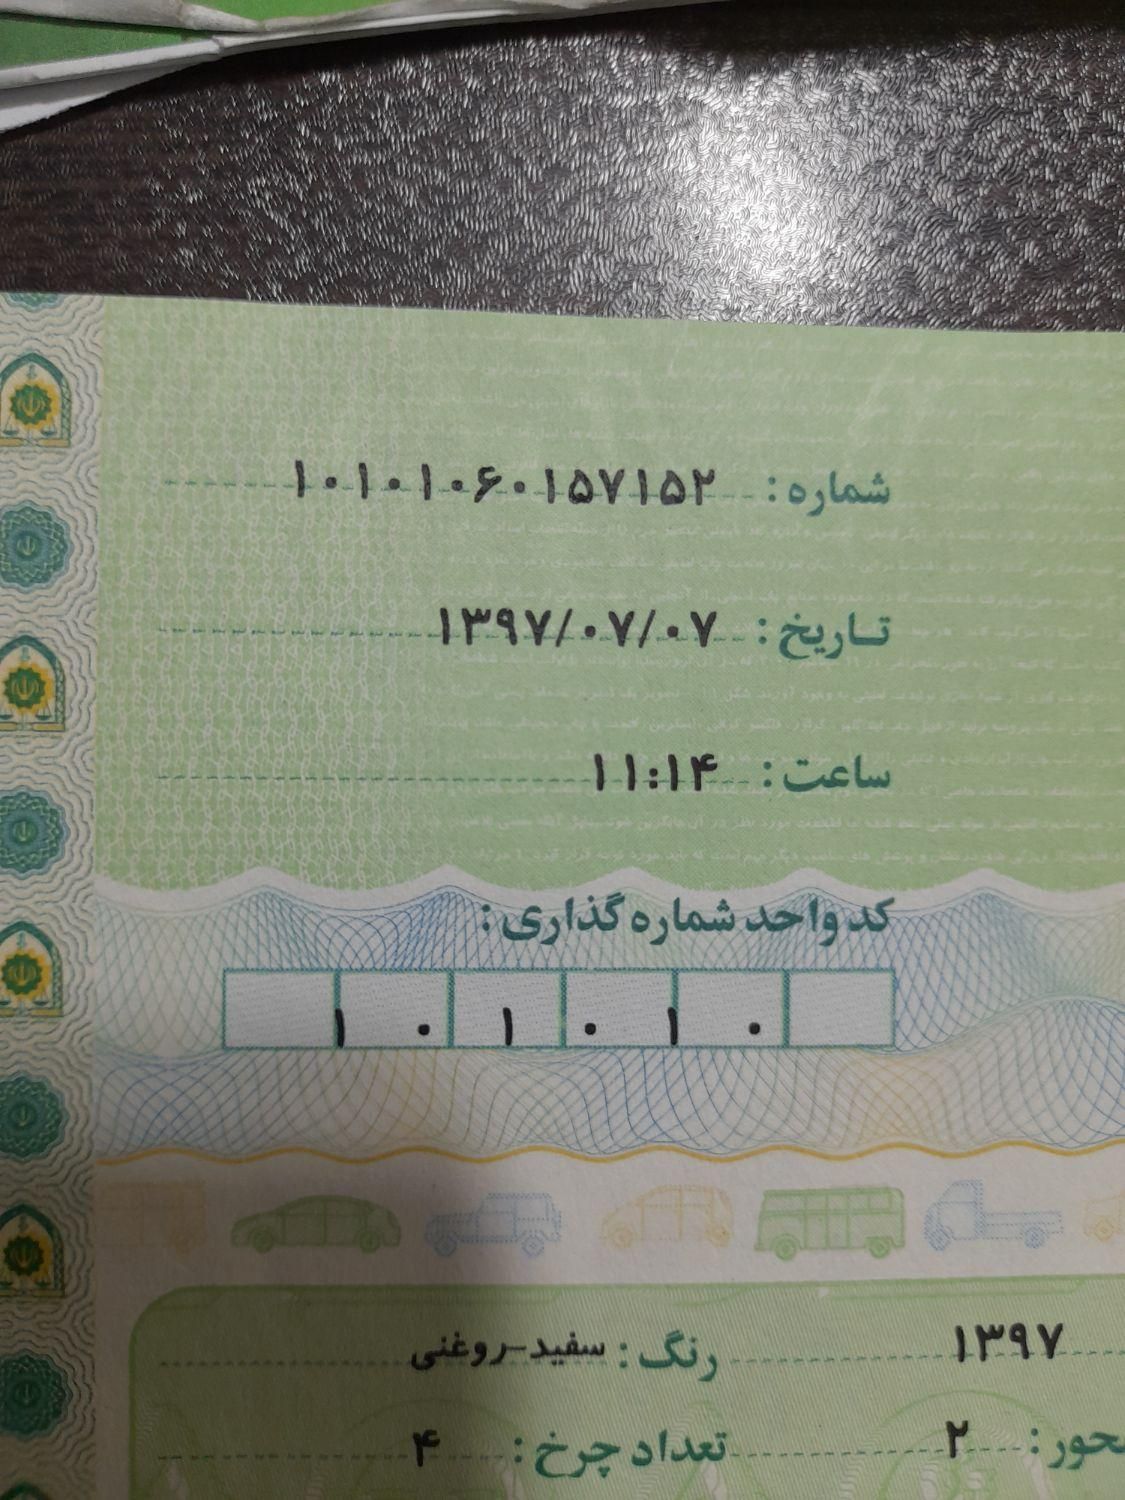 شماره: ۱۰۱۰۱۰۶۰۱۵۷۱۵۲
تاریخ: ۱۳۹۷/۰۷/۰۷
ساعت: ۱۱:۱۴
کد واحد شماره گذاری:
۱ ۰ ۱ ۰ ۱ ۰
۱۳۹۷ رنگ: سفید-روغنی
محور: ۲ تعداد چرخ: ۴